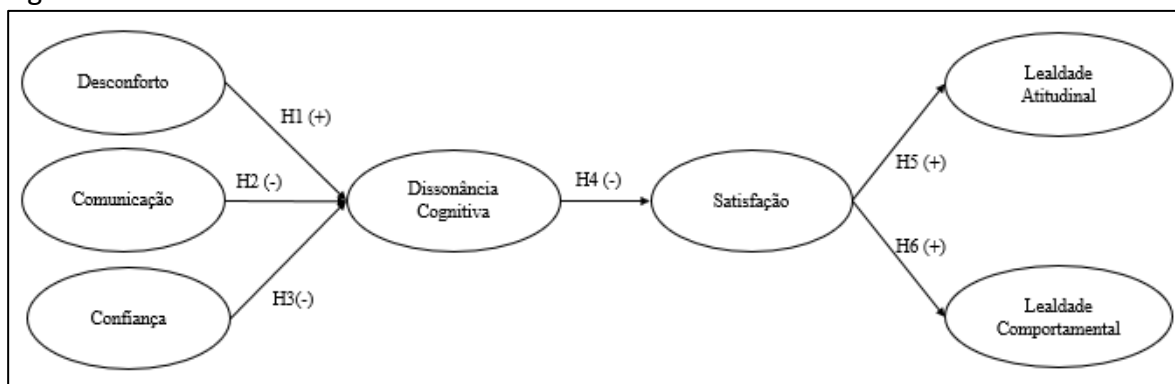 Desconforto
H1 (+)
Comunicação
H2 (-)
Confiança
H3(-)
Dissonância
Cognitiva
H4 (-)
Satisfação
H5 (+)
H6 (+)
Lealdade
Atitudinal
Lealdade
Comportamental